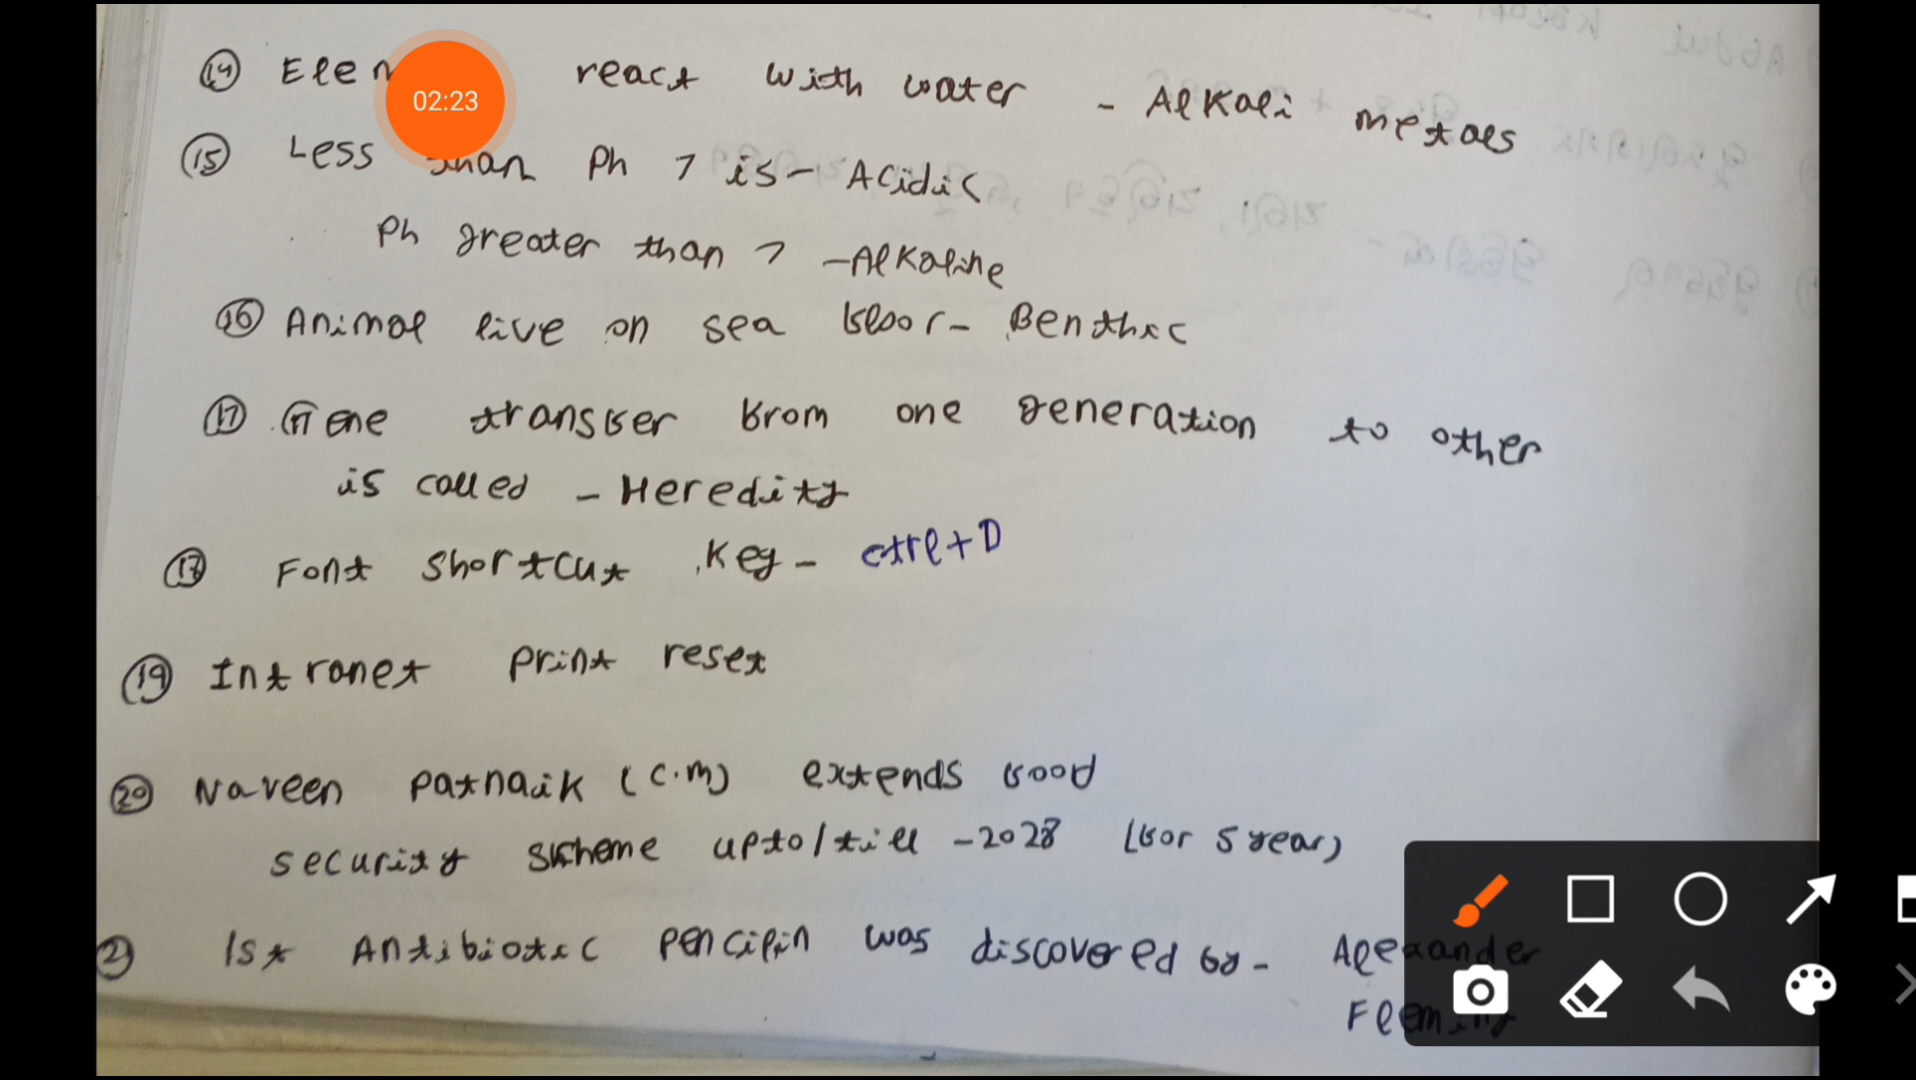 14 Elem react with water - Alkali metals
02:23
15 Less than Ph 7 is - Acidic
Ph greater than 7 - Alkaline
16 Animal live on sea floor - Benthic
17 Gene transfer from one generation to other
is called - Heredity
Font shortcut Key - ctrl+D
19 Intranet print reset
20 Naveen patnaik (C.m) extends food
security skheme upto/till - 2028 (for 5 year)
1st Antibiotic pencilin was discovered by - Alexander
Fleming